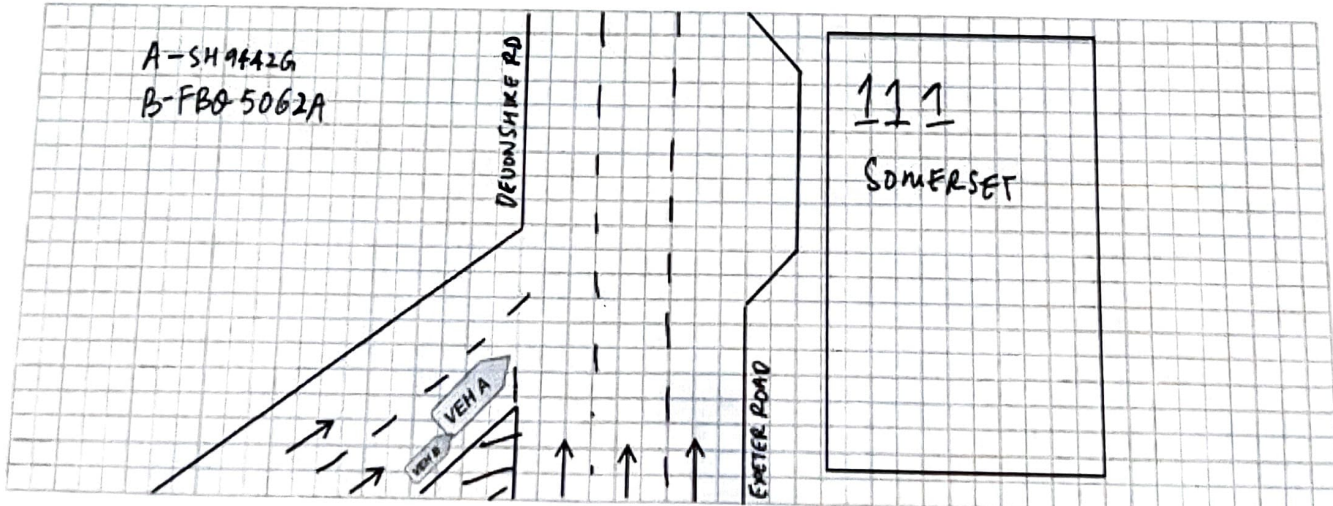 A-SH9442G
B-FBQ5062A
DEVONSHIRE RD
111
SOMERSET
VEH A
VEH B
EXETER ROAD